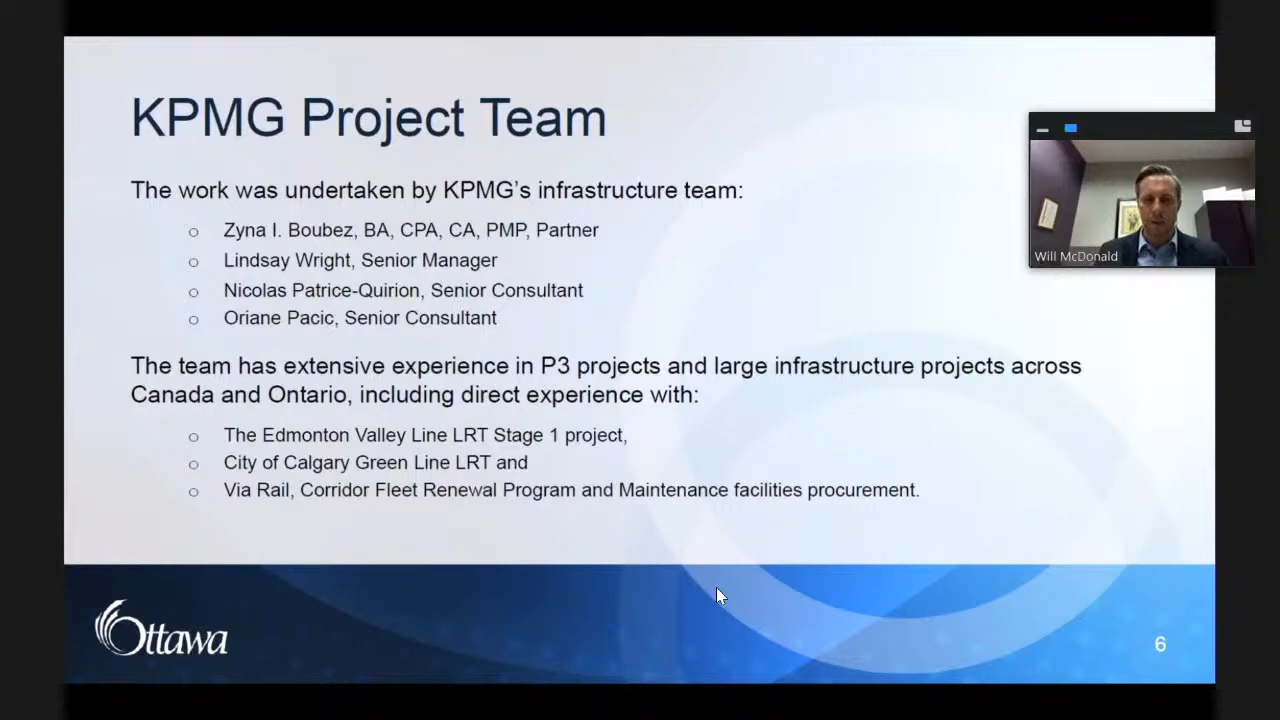 KPMG Project Team
The work was undertaken by KPMG's infrastructure team:
Zyna I. Boubez, BA, CPA, CA, PMP, Partner
Lindsay Wright, Senior Manager
Nicolas Patrice-Quirion, Senior Consultant
Oriane Pacic, Senior Consultant
The team has extensive experience in P3 projects and large infrastructure projects across
Canada and Ontario, including direct experience with:
The Edmonton Valley Line LRT Stage 1 project,
City of Calgary Green Line LRT and
Via Rail, Corridor Fleet Renewal Program and Maintenance facilities procurement.
Will McDonald
Ottawa
6